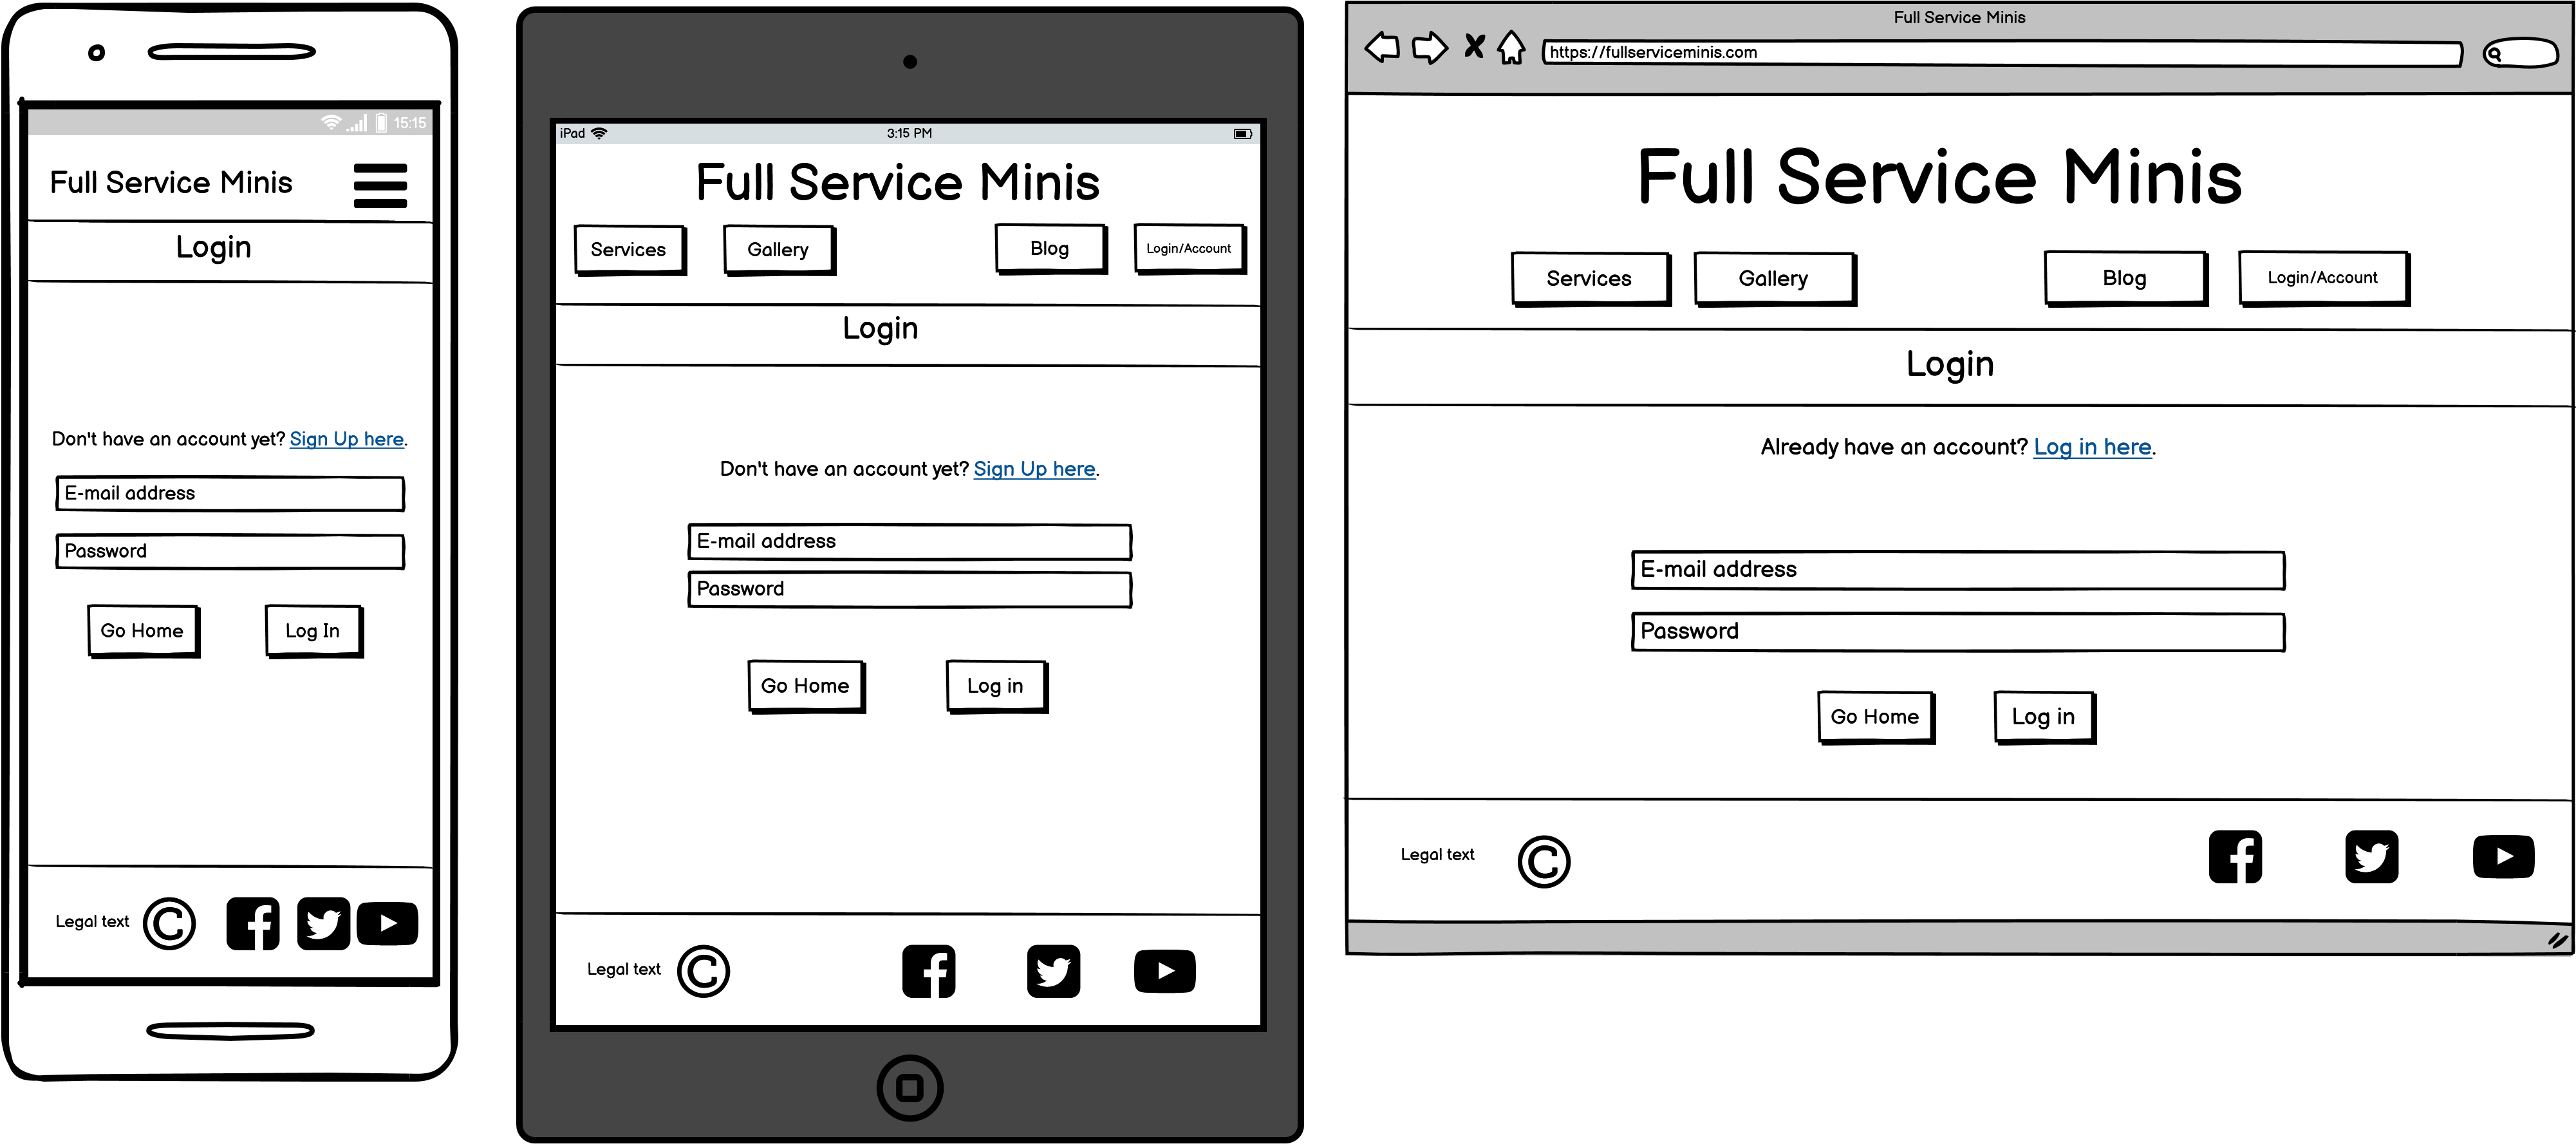 15:15
Full Service Minis
Login
Don't have an account yet? Sign Up here.
E-mail address
Password
Go Home Log In
Legal text ©
iPad 3:15 PM
Full Service Minis
Services Gallery Blog Login/Account
Login
Don't have an account yet? Sign Up here.
E-mail address
Password
Go Home Log in
Legal text ©
Full Service Minis
https://fullserviceminis.com
Full Service Minis
Services Gallery Blog Login/Account
Login
Already have an account? Log in here.
E-mail address
Password
Go Home Log in
Legal text ©